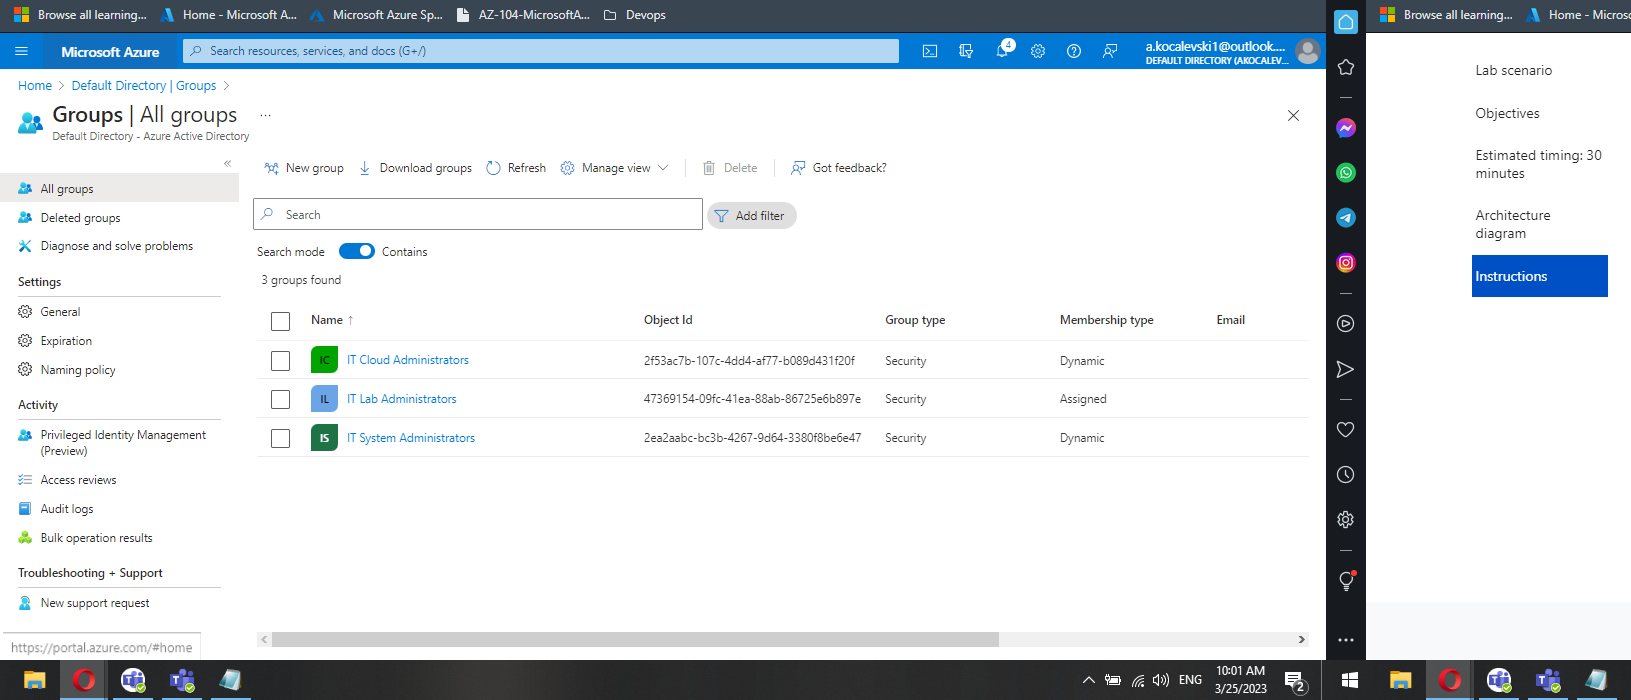 Browse all learning...
Home - Microsoft A...
Microsoft Azure Sp...
AZ-104-MicrosoftA...
Devops
Microsoft Azure
Search resources, services, and docs (G+/)
4
a.kocalevski1@outlook....
DEFAULT DIRECTORY (AKOCALEV...
Home
Default Directory | Groups
Groups | All groups
...
Default Directory - Azure Active Directory
All groups
Deleted groups
Diagnose and solve problems
Settings
General
Expiration
Naming policy
Activity
Privileged Identity Management
(Preview)
Access reviews
Audit logs
Bulk operation results
Troubleshooting + Support
New support request
https://portal.azure.com/#home
New group
Download groups
Refresh
Manage view
Delete
Got feedback?
Search
Add filter
Search mode
Contains
3 groups found
Name ↑ Object Id Group type Membership type Email
IC IT Cloud Administrators 2f53ac7b-107c-4dd4-af77-b089d431f20f Security Dynamic
IL IT Lab Administrators 47369154-09fc-41ea-88ab-86725e6b897e Security Assigned
IS IT System Administrators 2ea2aabc-bc3b-4267-9d64-3380f8be6e47 Security Dynamic
Browse all learning...
Home - Micros
Lab scenario
Objectives
Estimated timing: 30
minutes
Architecture
diagram
Instructions
ENG
10:01 AM
3/25/2023
2